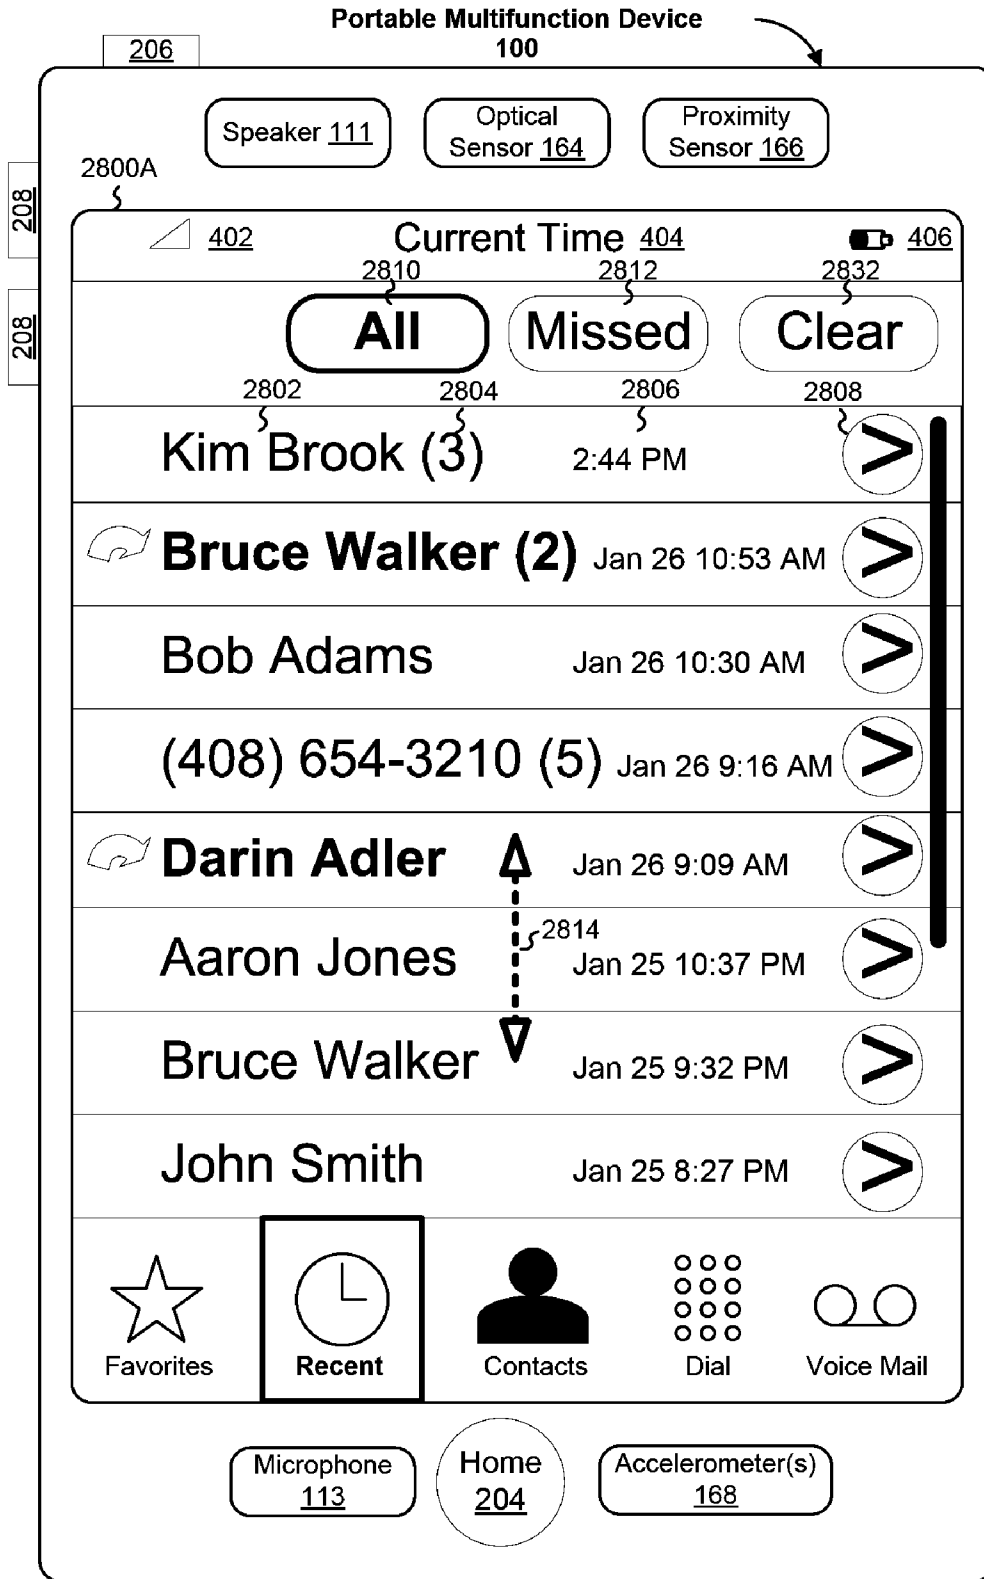 Portable Multifunction Device
100
206
Speaker 111
Optical
Sensor 164
Proximity
Sensor 166
2800A
208
208
402
Current Time 404
406
2810
2812
2832
All
Missed
Clear
2802
2804
2806
2808
Kim Brook (3) 2:44 PM >
Bruce Walker (2) Jan 26 10:53 AM >
Bob Adams Jan 26 10:30 AM >
(408) 654-3210 (5) Jan 26 9:16 AM >
Darin Adler Jan 26 9:09 AM >
2814
Aaron Jones Jan 25 10:37 PM >
Bruce Walker Jan 25 9:32 PM >
John Smith Jan 25 8:27 PM >
Favorites
Recent
Contacts
Dial
Voice Mail
Microphone
113
Home
204
Accelerometer(s)
168